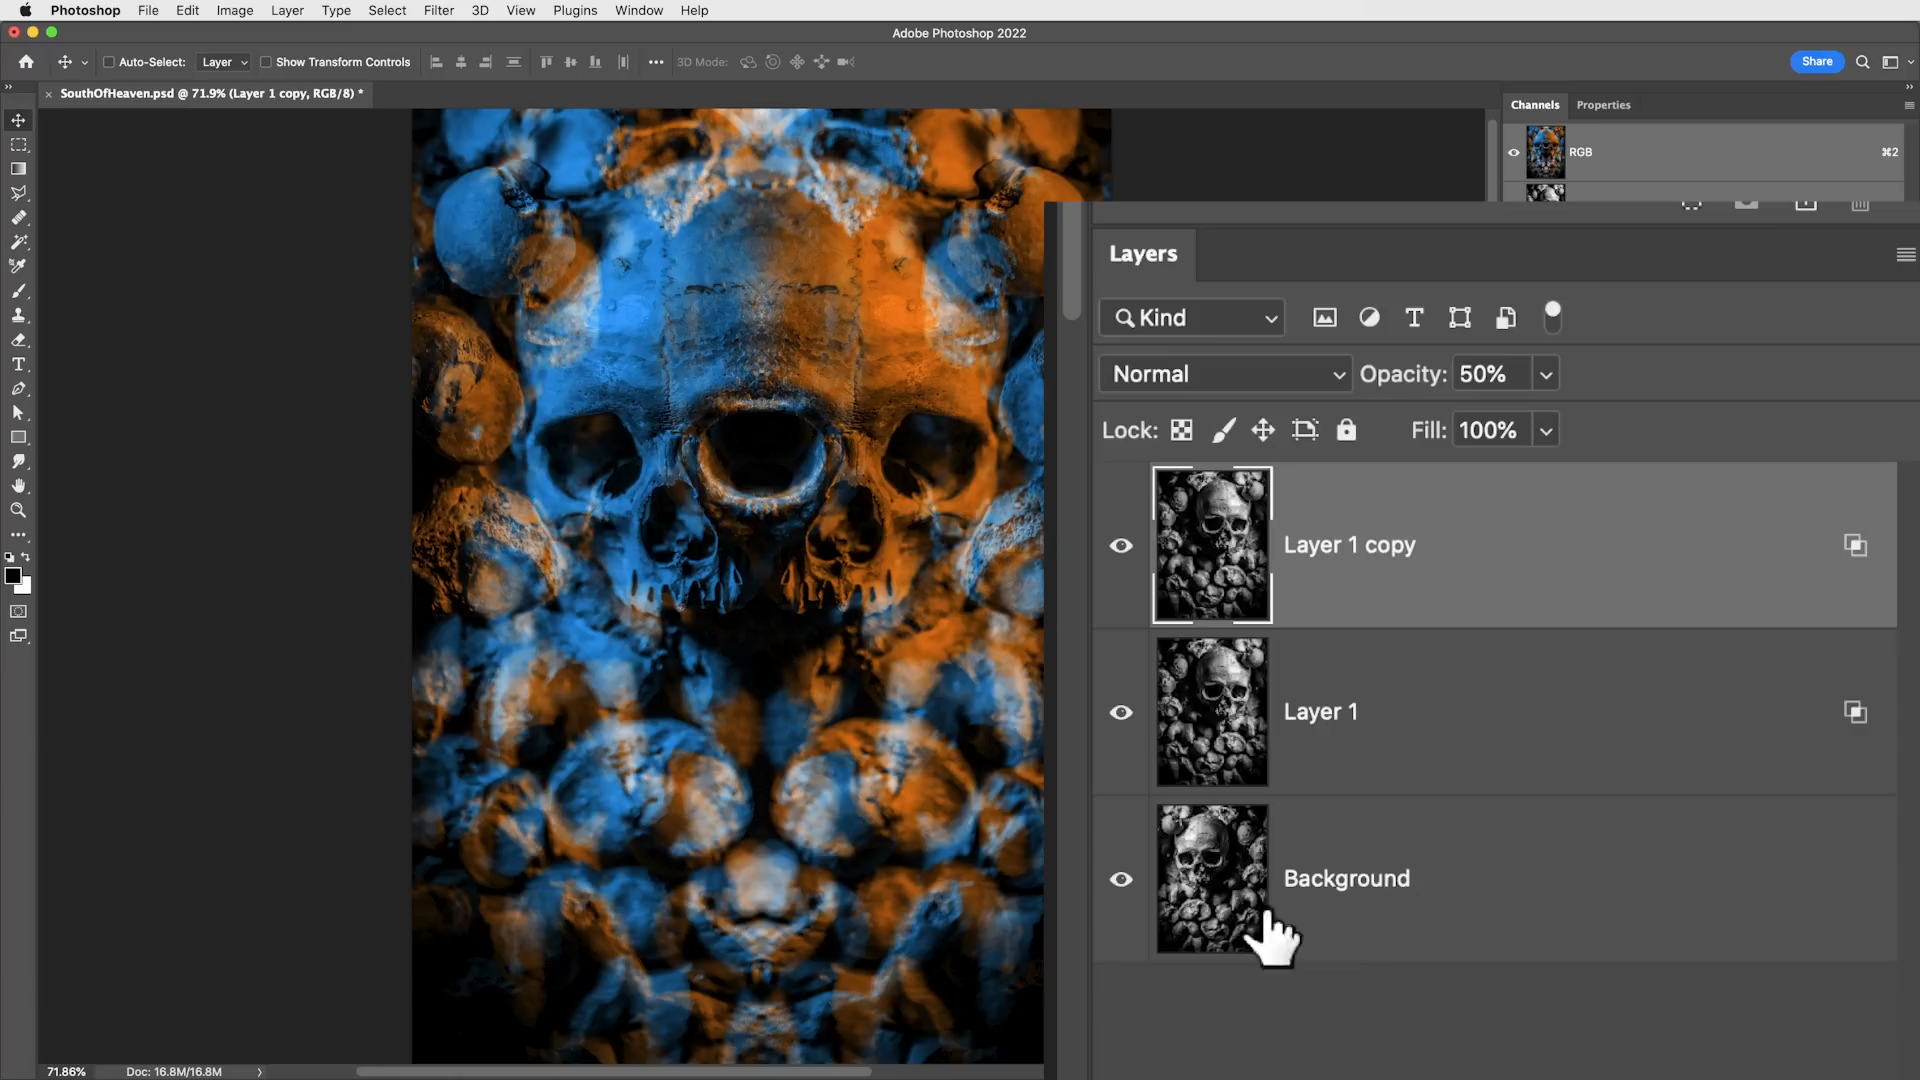 Photoshop File Edit Image Layer Type Select Filter 3D View Plugins Window Help
Adobe Photoshop 2022
Auto-Select: Layer Show Transform Controls 3D Mode: Share
SouthOfHeaven.psd @ 71.9% (Layer 1 copy, RGB/8) *
Channels Properties
RGB ⌘2
Layers
Kind
Normal Opacity: 50%
Lock: Fill: 100%
Layer 1 copy
Layer 1
Background
71.86% Doc: 16.8M/16.8M